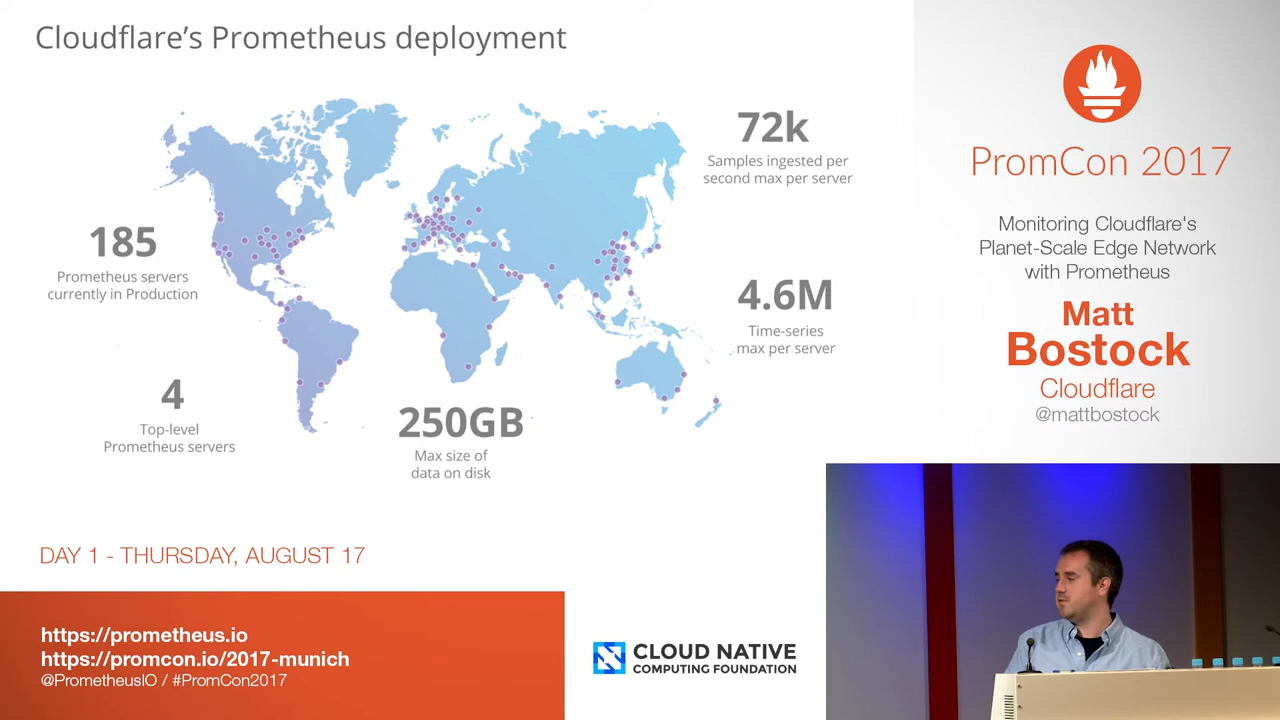 Cloudflare's Prometheus deployment
72k
Samples ingested per
second max per server
185
Prometheus servers
currently in Production
4.6M
Time-series
max per server
4
Top-level
Prometheus servers
250GB
Max size of
data on disk
PromCon 2017
Monitoring Cloudflare's
Planet-Scale Edge Network
with Prometheus
Matt
Bostock
Cloudflare
@mattbostock
DAY 1 - THURSDAY, AUGUST 17
https://prometheus.io
https://promcon.io/2017-munich
@PrometheusIO / #PromCon2017
CLOUD NATIVE
COMPUTING FOUNDATION